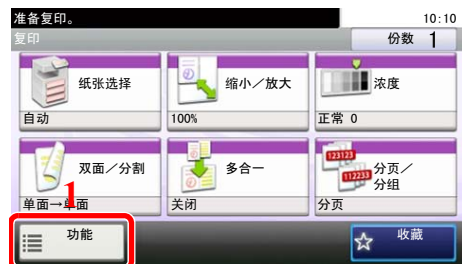 准备复印。 10:10
复印 份数 1
纸张选择 缩小／放大 浓度
自动 100% 正常 0
123123
双面／分割 多合一 112233 分页／
分组
1
单面→单面 关闭 分页
功能 收藏